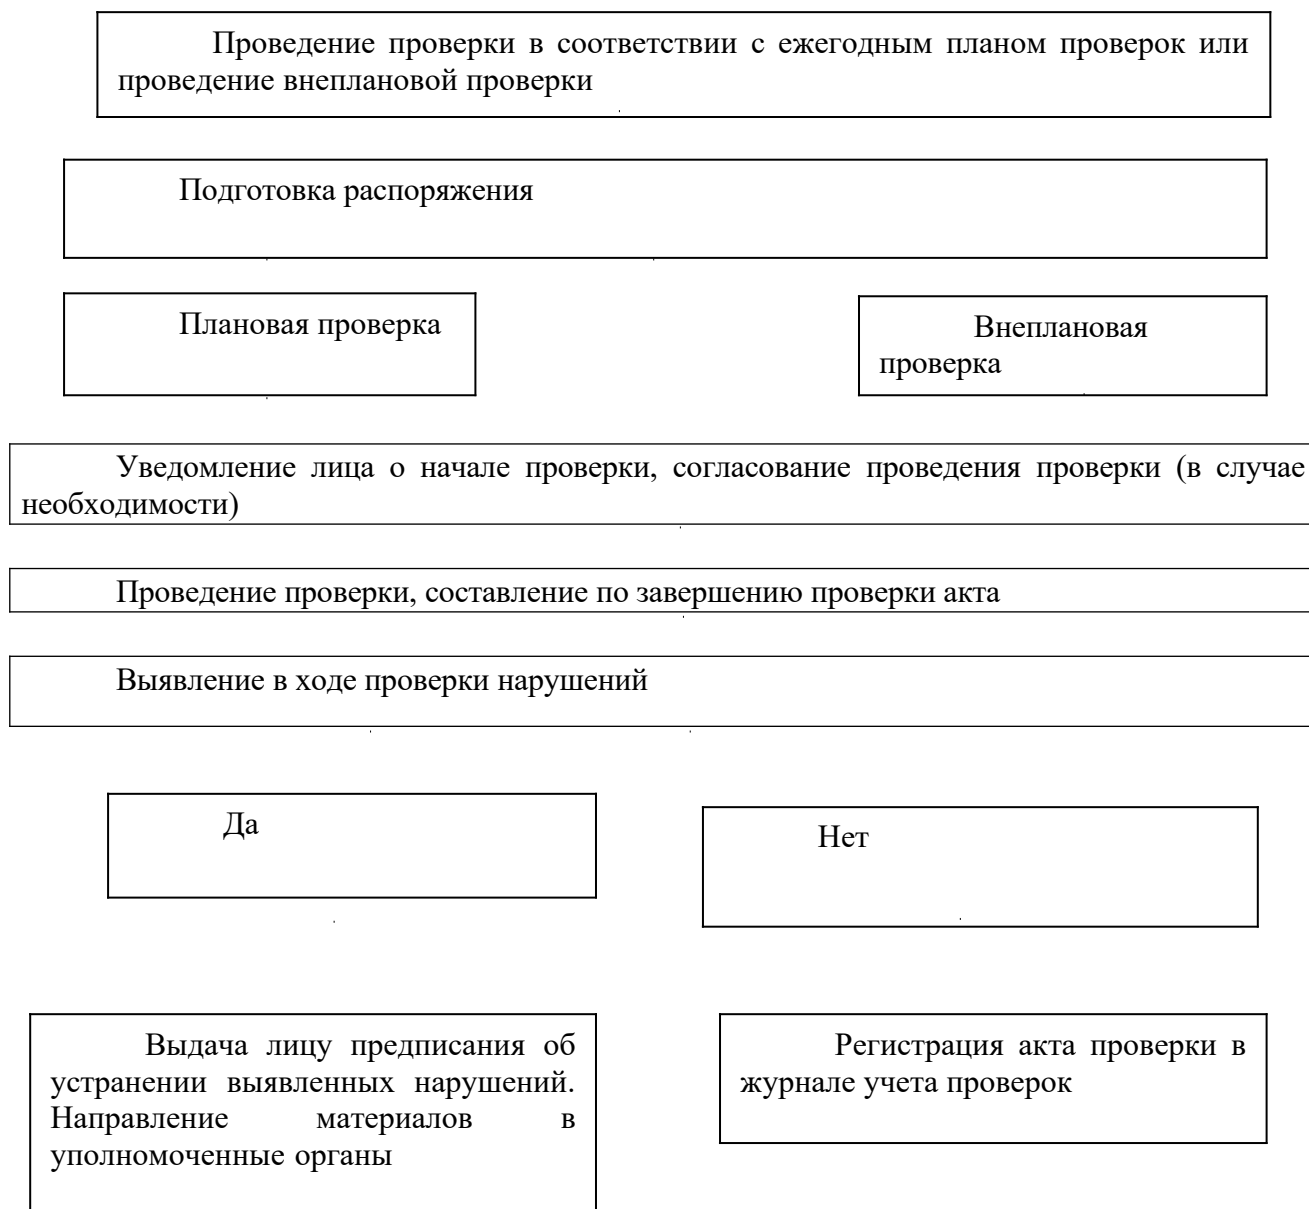 Проведение проверки в соответствии с ежегодным планом проверок или
проведение внеплановой проверки
Подготовка распоряжения
Плановая проверка
Внеплановая
проверка
Уведомление лица о начале проверки, согласование проведения проверки (в случае
необходимости)
Проведение проверки, составление по завершению проверки акта
Выявление в ходе проверки нарушений
Да
Нет
Выдача лицу предписания об
устранении выявленных нарушений.
Направление материалов в
уполномоченные органы
Регистрация акта проверки в
журнале учета проверок